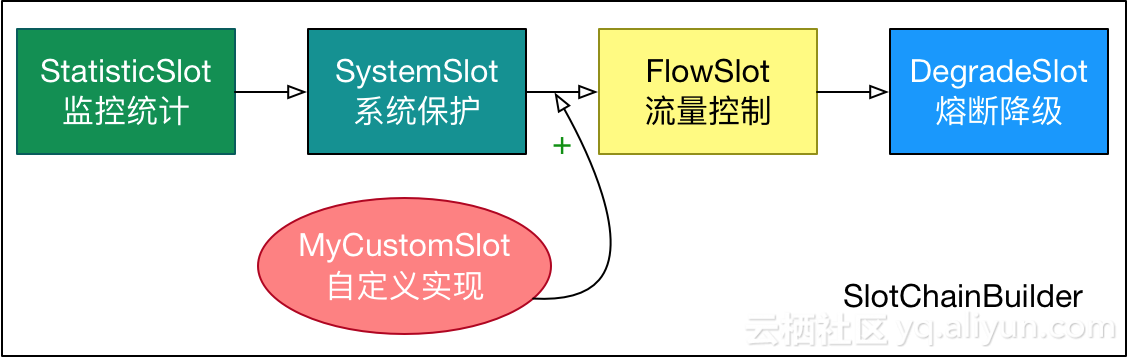 StatisticSlot
监控统计
SystemSlot
系统保护
FlowSlot
流量控制
DegradeSlot
熔断降级
+
MyCustomSlot
自定义实现
SlotChainBuilder
云栖社区 yq.aliyun.com